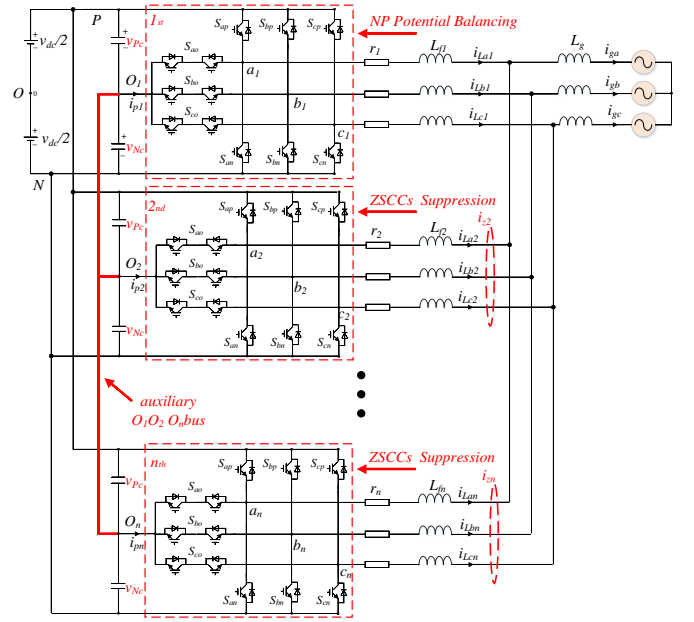 P
1st
Sap
Sbp
Scp
NP Potential Balancing
vPc
vdc/2
Sao
r1
Lf1
iLa1
Lg
iga
a1
O
O1
Sbo
iLb1
igb
ip1
b1
Sco
iLc1
igc
vdc/2
c1
vNc
San
Sbn
Scn
N
2nd
Sap
Sbp
Scp
ZSCCs Suppression
vPc
iz2
Sao
r2
Lf2
iLa2
a2
O2
Sbo
iLb2
ip2
b2
Sco
iLc2
c2
vNc
San
Sbn
Scn
auxiliary
O1O2 Onbus
nth
Sap
Sbp
Scp
ZSCCs Suppression
vPc
izn
Sao
rn
Lfn
iLan
an
On
Sbo
iLbn
ipn
bn
Sco
iLcn
cn
vNc
San
Sbn
Scn